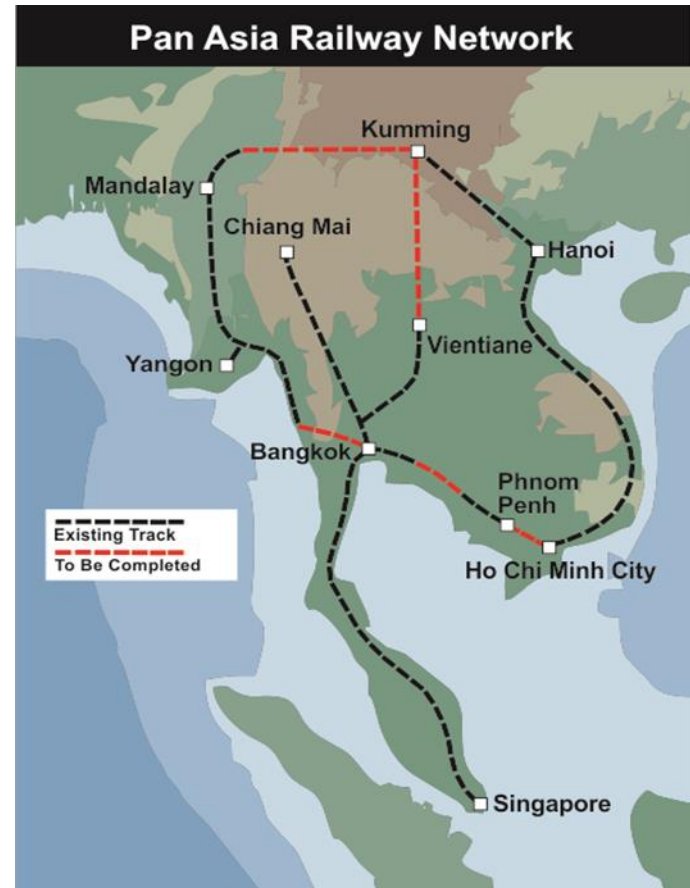 Pan Asia Railway Network
Kumming
Mandalay
Chiang Mai
Hanoi
Vientiane
Yangon
Bangkok
Phnom
Penh
Existing Track
To Be Completed
Ho Chi Minh City
Singapore